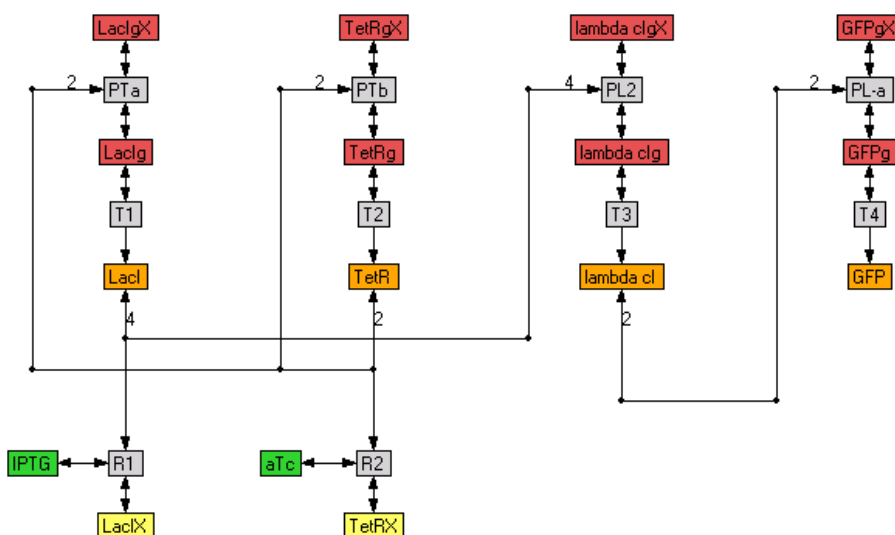 LacIgX TetRgX lambda cIgX GFPgX
2 PTa 2 PTb 4 PL2 2 PL-a
LacIg TetRg lambda cIg GFPg
T1 T2 T3 T4
LacI TetR lambda cI GFP
4 2 2
IPTG R1 aTc R2
LacIX TetRX